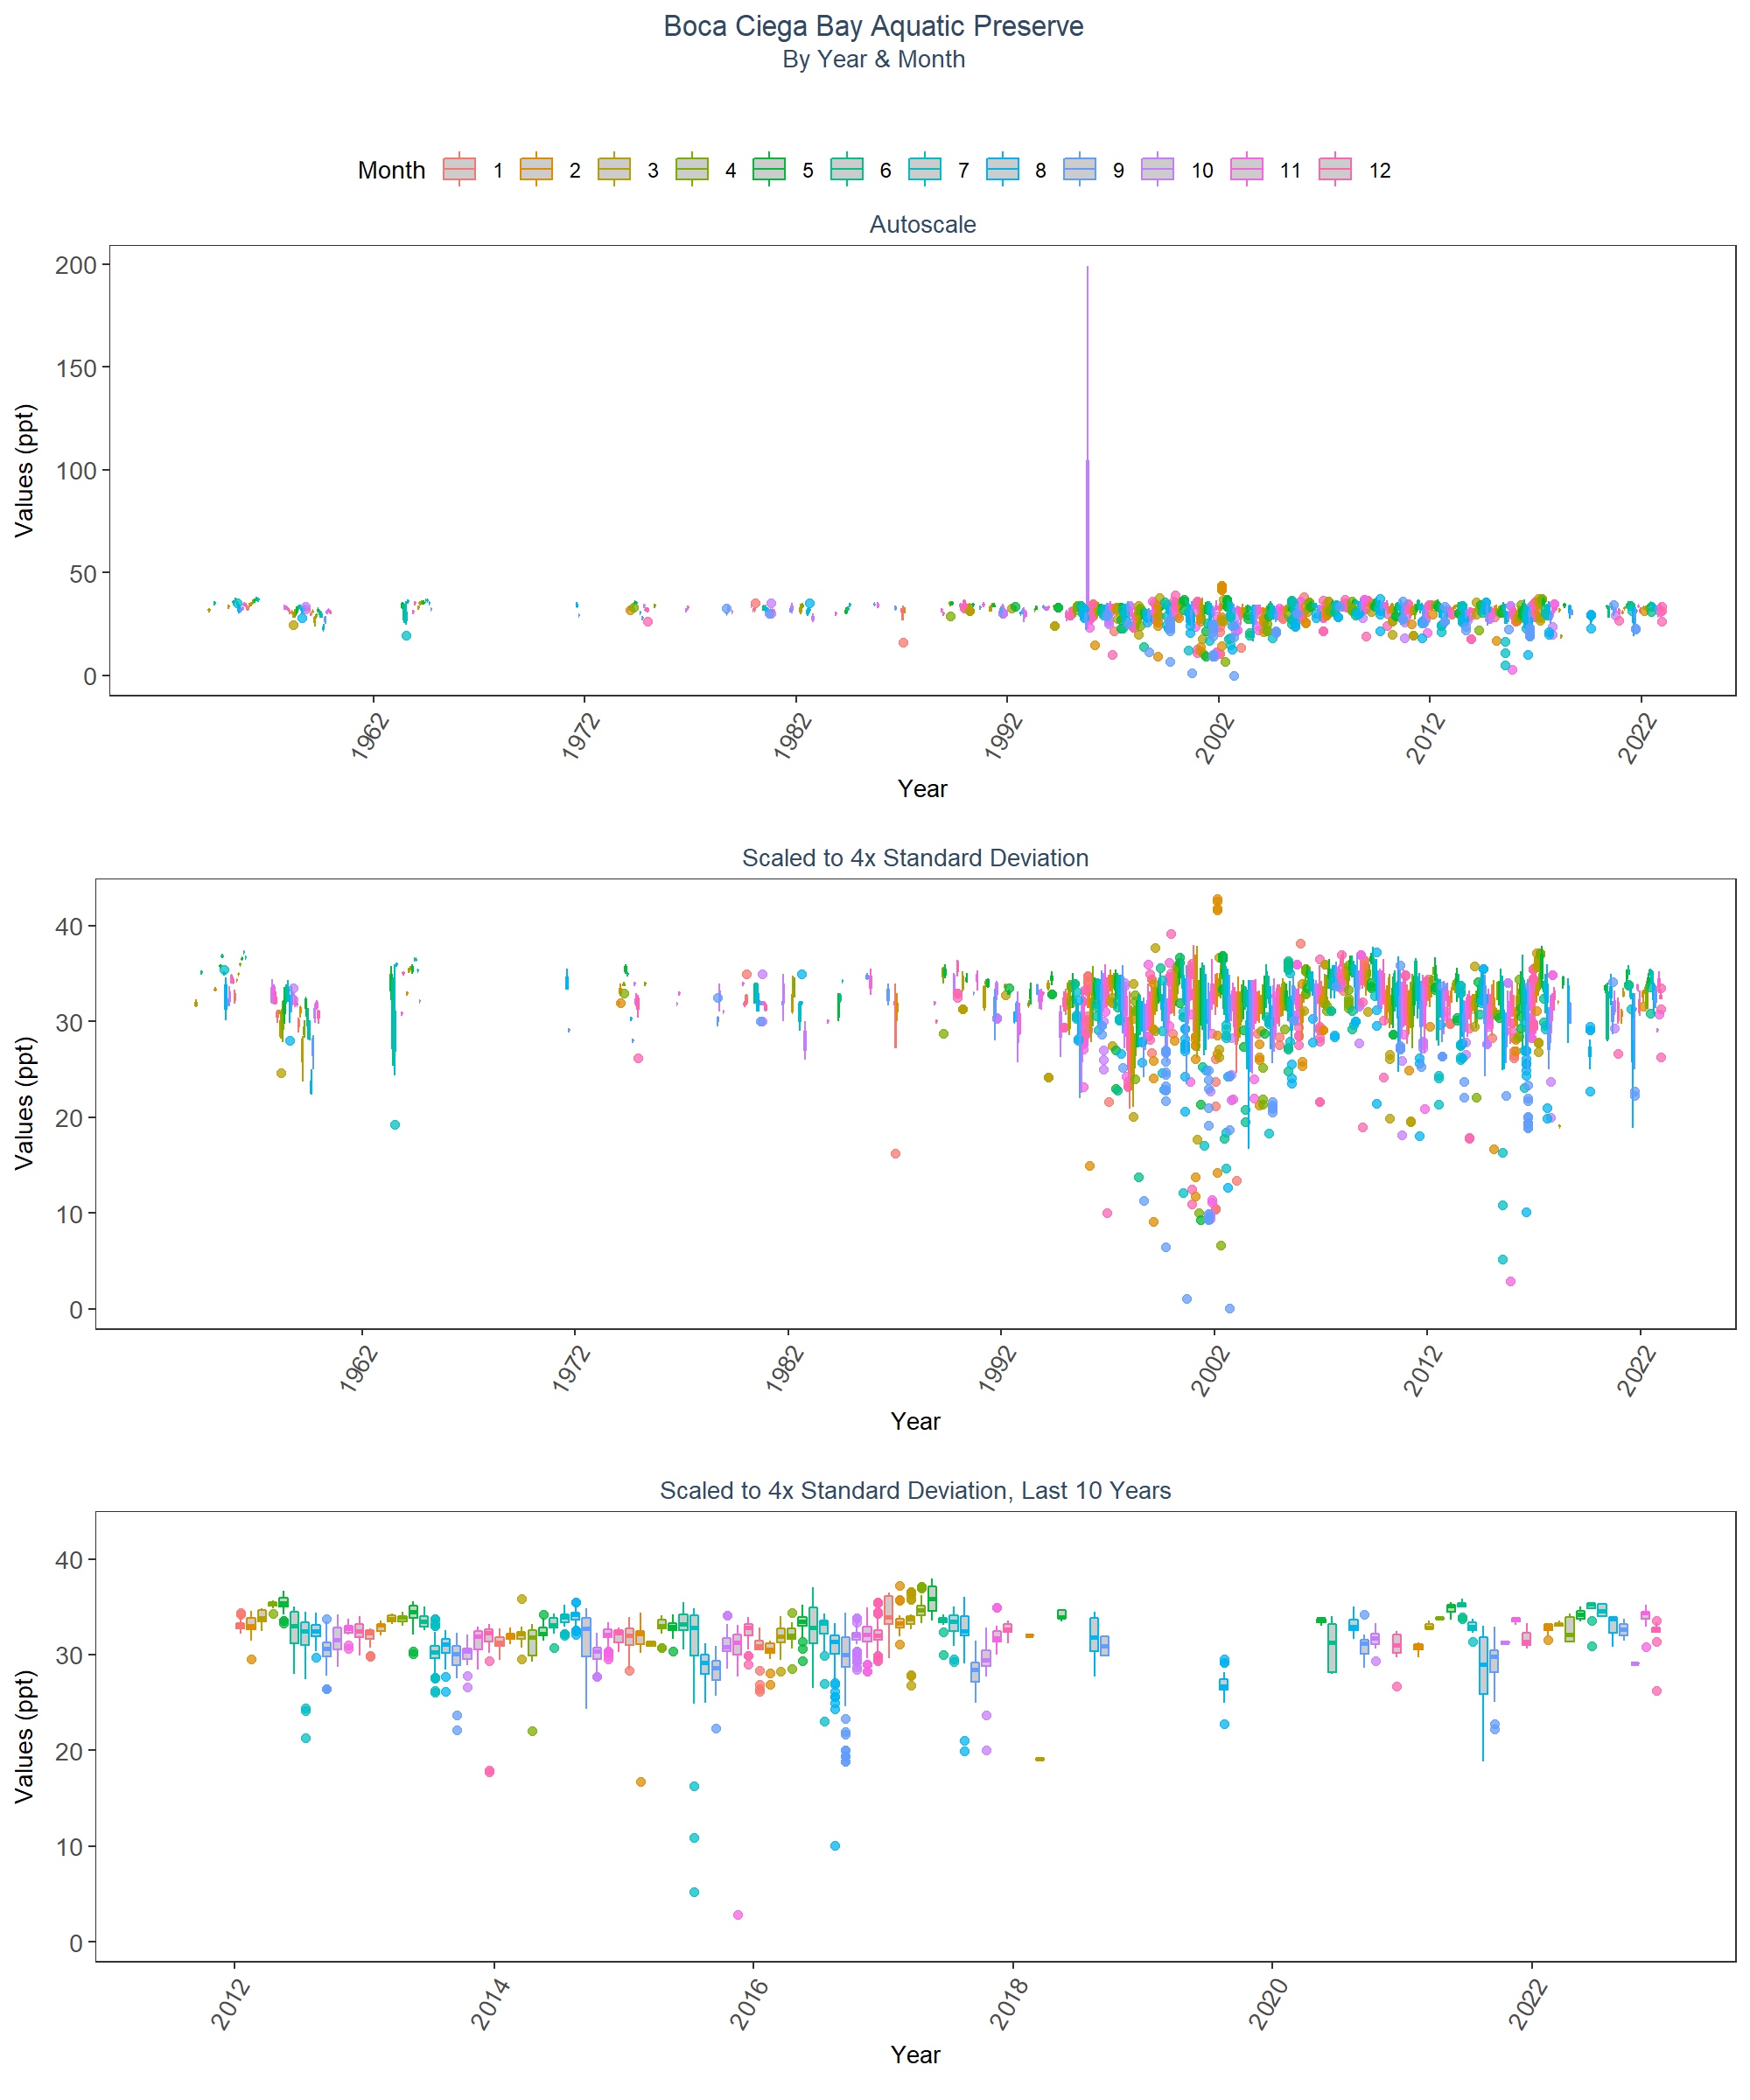 Boca Ciega Bay Aquatic Preserve
By Year & Month
Month 1 2 3 4 5 6 7 8 9 10 11 12
Autoscale
Values (ppt)
200
150
100
50
0
1962 1972 1982 1992 2002 2012 2022
Year
Scaled to 4x Standard Deviation
Values (ppt)
40
30
20
10
0
1962 1972 1982 1992 2002 2012 2022
Year
Scaled to 4x Standard Deviation, Last 10 Years
Values (ppt)
40
30
20
10
0
2012 2014 2016 2018 2020 2022
Year